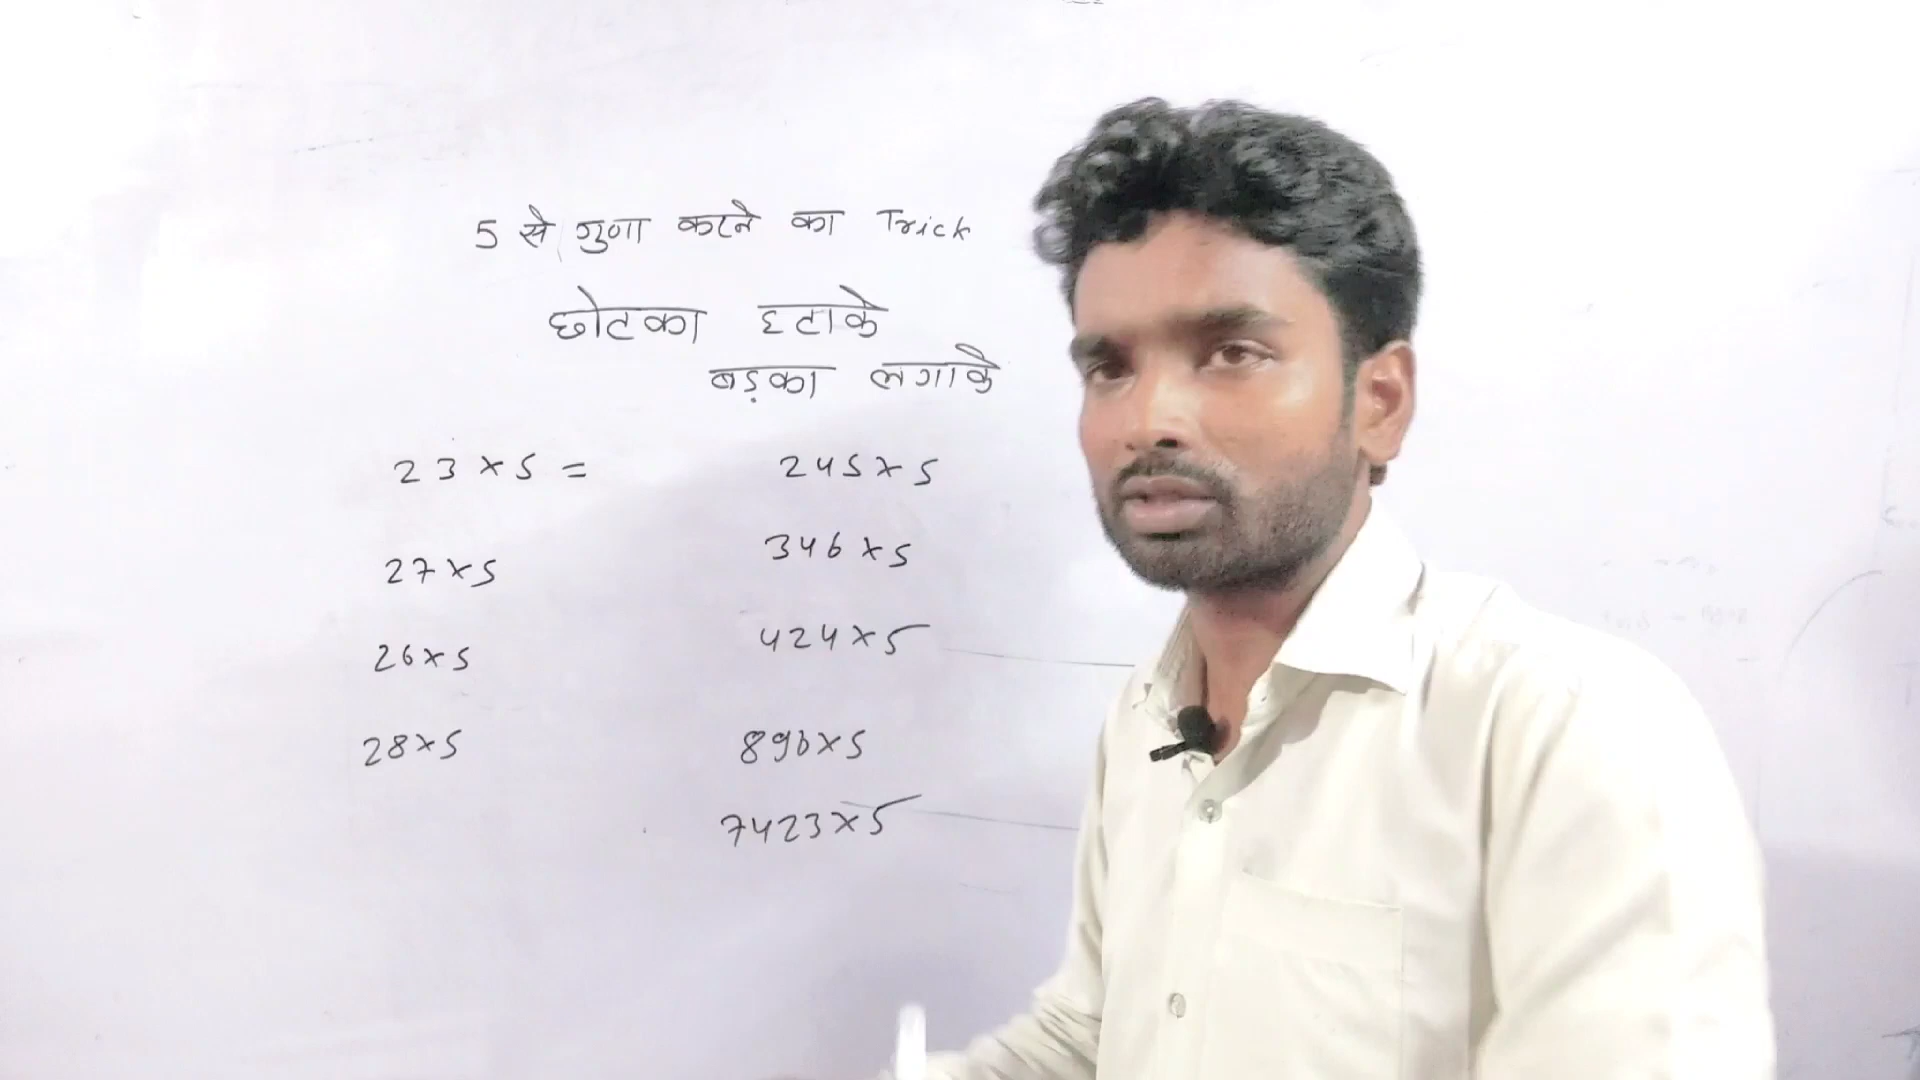 5 से गुणा करने का Trick
छोटका हटाके
बड़का लगाके
23 × 5 =
27 × 5
26 × 5
28 × 5
245 × 5
346 × 5
424 × 5
896 × 5
7423 × 5